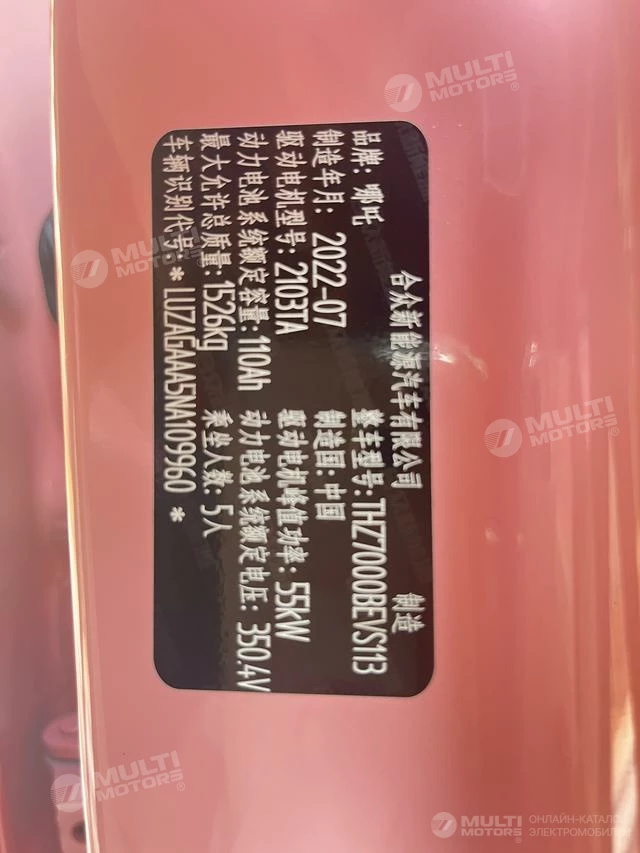 合众新能源汽车有限公司 制造
品牌: 哪吒 整车型号: THZ7000BEVS113
制造年月: 2022-07 制造国: 中国
驱动电机型号: 2103TA 驱动电机峰值功率: 55kW
动力电池系统额定容量: 110Ah 动力电池系统额定电压: 350.4V
最大允许总质量: 1526kg 乘坐人数: 5人
车辆识别代号: *LUZAGAAA5NA109960*
MULTI
MOTORS®
MULTI
MOTORS®
MULTI
MOTORS®
MULTI
MOTORS®
MULTI
MOTORS®
ОНЛАЙН-КАТАЛО
ЭЛЕКТРОМОБИЛ